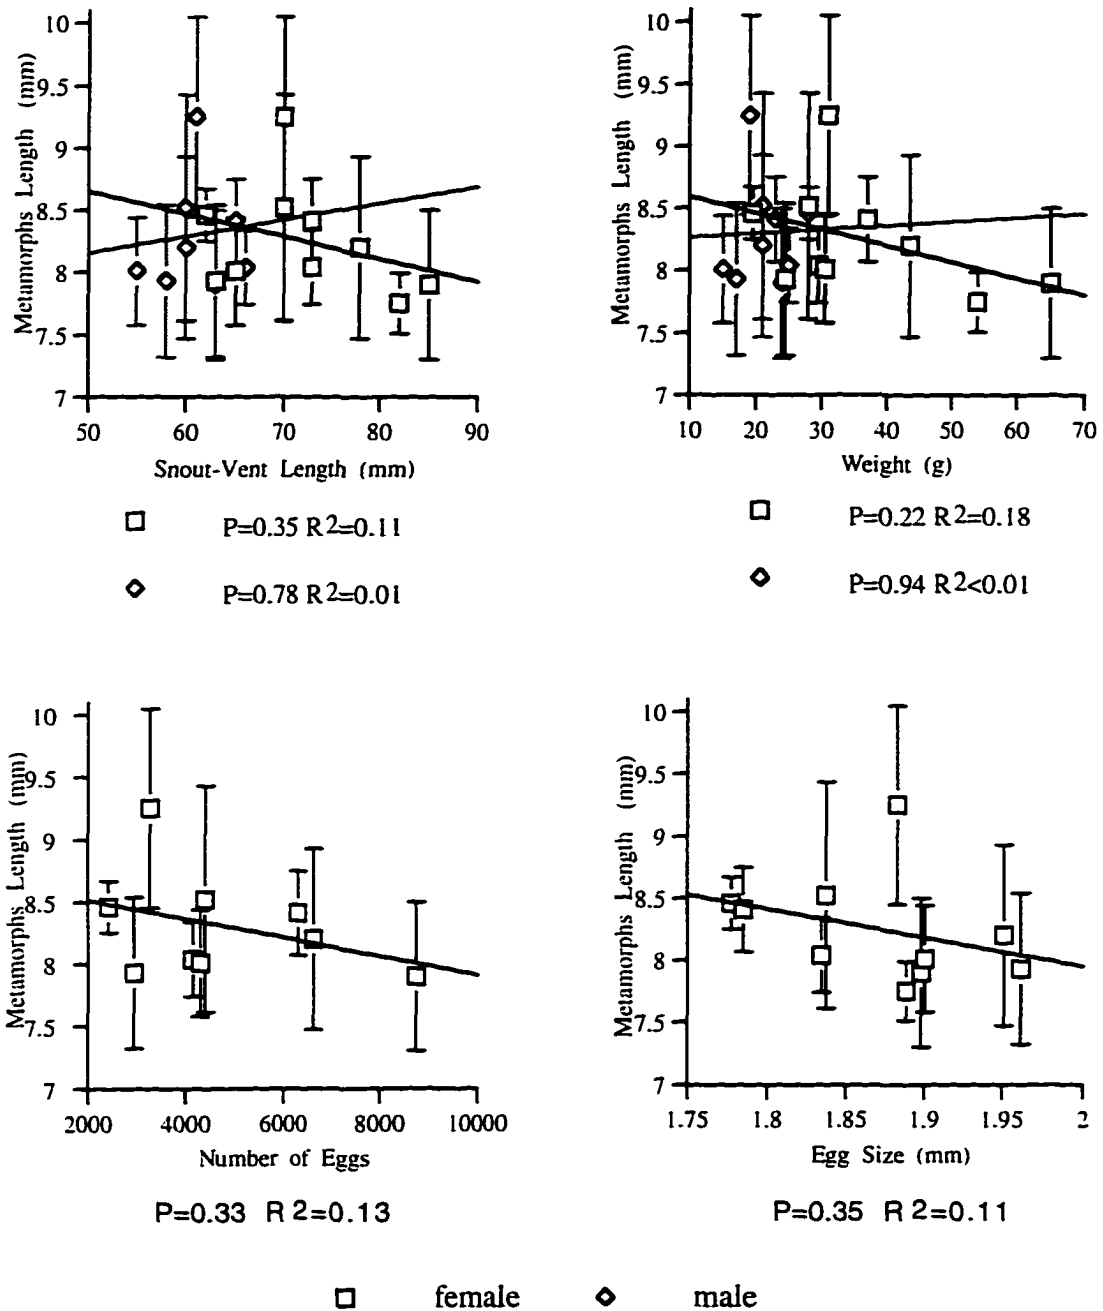 Metamorphs Length (mm)
10
9.5
9
8.5
8
7.5
7
50 60 70 80 90
Snout-Vent Length (mm)
P=0.35 R2=0.11
P=0.78 R2=0.01
Metamorphs Length (mm)
10
9.5
9
8.5
8
7.5
7
10 20 30 40 50 60 70
Weight (g)
P=0.22 R2=0.18
P=0.94 R2<0.01
Metamorphs Length (mm)
10
9.5
9
8.5
8
7.5
7
2000 4000 6000 8000 10000
Number of Eggs
P=0.33 R2=0.13
Metamorphs Length (mm)
10
9.5
9
8.5
8
7.5
7
1.75 1.8 1.85 1.9 1.95 2
Egg Size (mm)
P=0.35 R2=0.11
female male